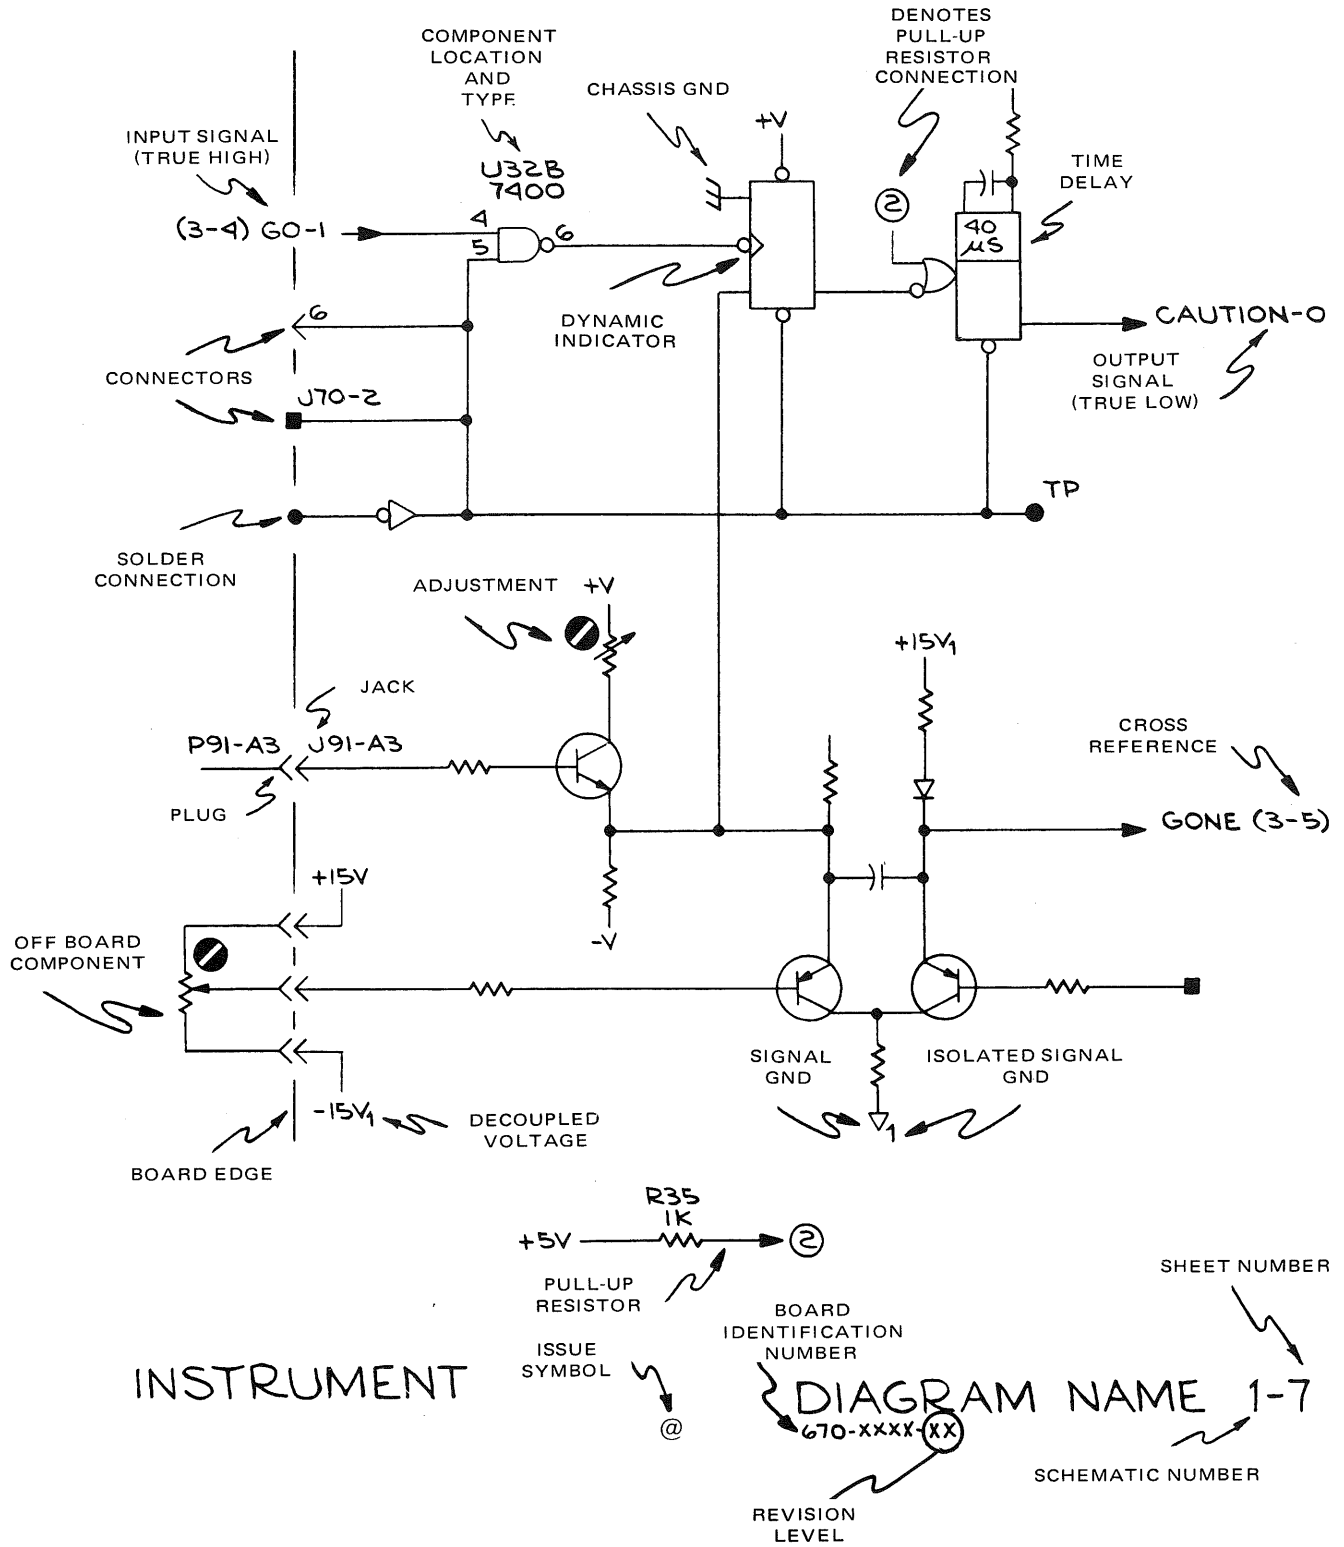 DENOTES
PULL-UP
RESISTOR
CONNECTION
COMPONENT
LOCATION
AND
TYPE
CHASSIS GND
+V
INPUT SIGNAL
(TRUE HIGH)
U32B
7400
TIME
DELAY
2
(3-4) GO-1
4
5
6
40
μS
DYNAMIC
INDICATOR
6
CAUTION-0
OUTPUT
SIGNAL
(TRUE LOW)
CONNECTORS
J70-2
TP
SOLDER
CONNECTION
ADJUSTMENT
+V
+15V1
JACK
P91-A3
J91-A3
PLUG
CROSS
REFERENCE
GONE (3-5)
+15V
-V
OFF BOARD
COMPONENT
SIGNAL
GND
ISOLATED SIGNAL
GND
1
-15V1
DECOUPLED
VOLTAGE
BOARD EDGE
R35
1K
+5V
2
PULL-UP
RESISTOR
SHEET NUMBER
BOARD
IDENTIFICATION
NUMBER
ISSUE
SYMBOL
@
INSTRUMENT
DIAGRAM NAME 1-7
670-XXXX-XX
SCHEMATIC NUMBER
REVISION
LEVEL